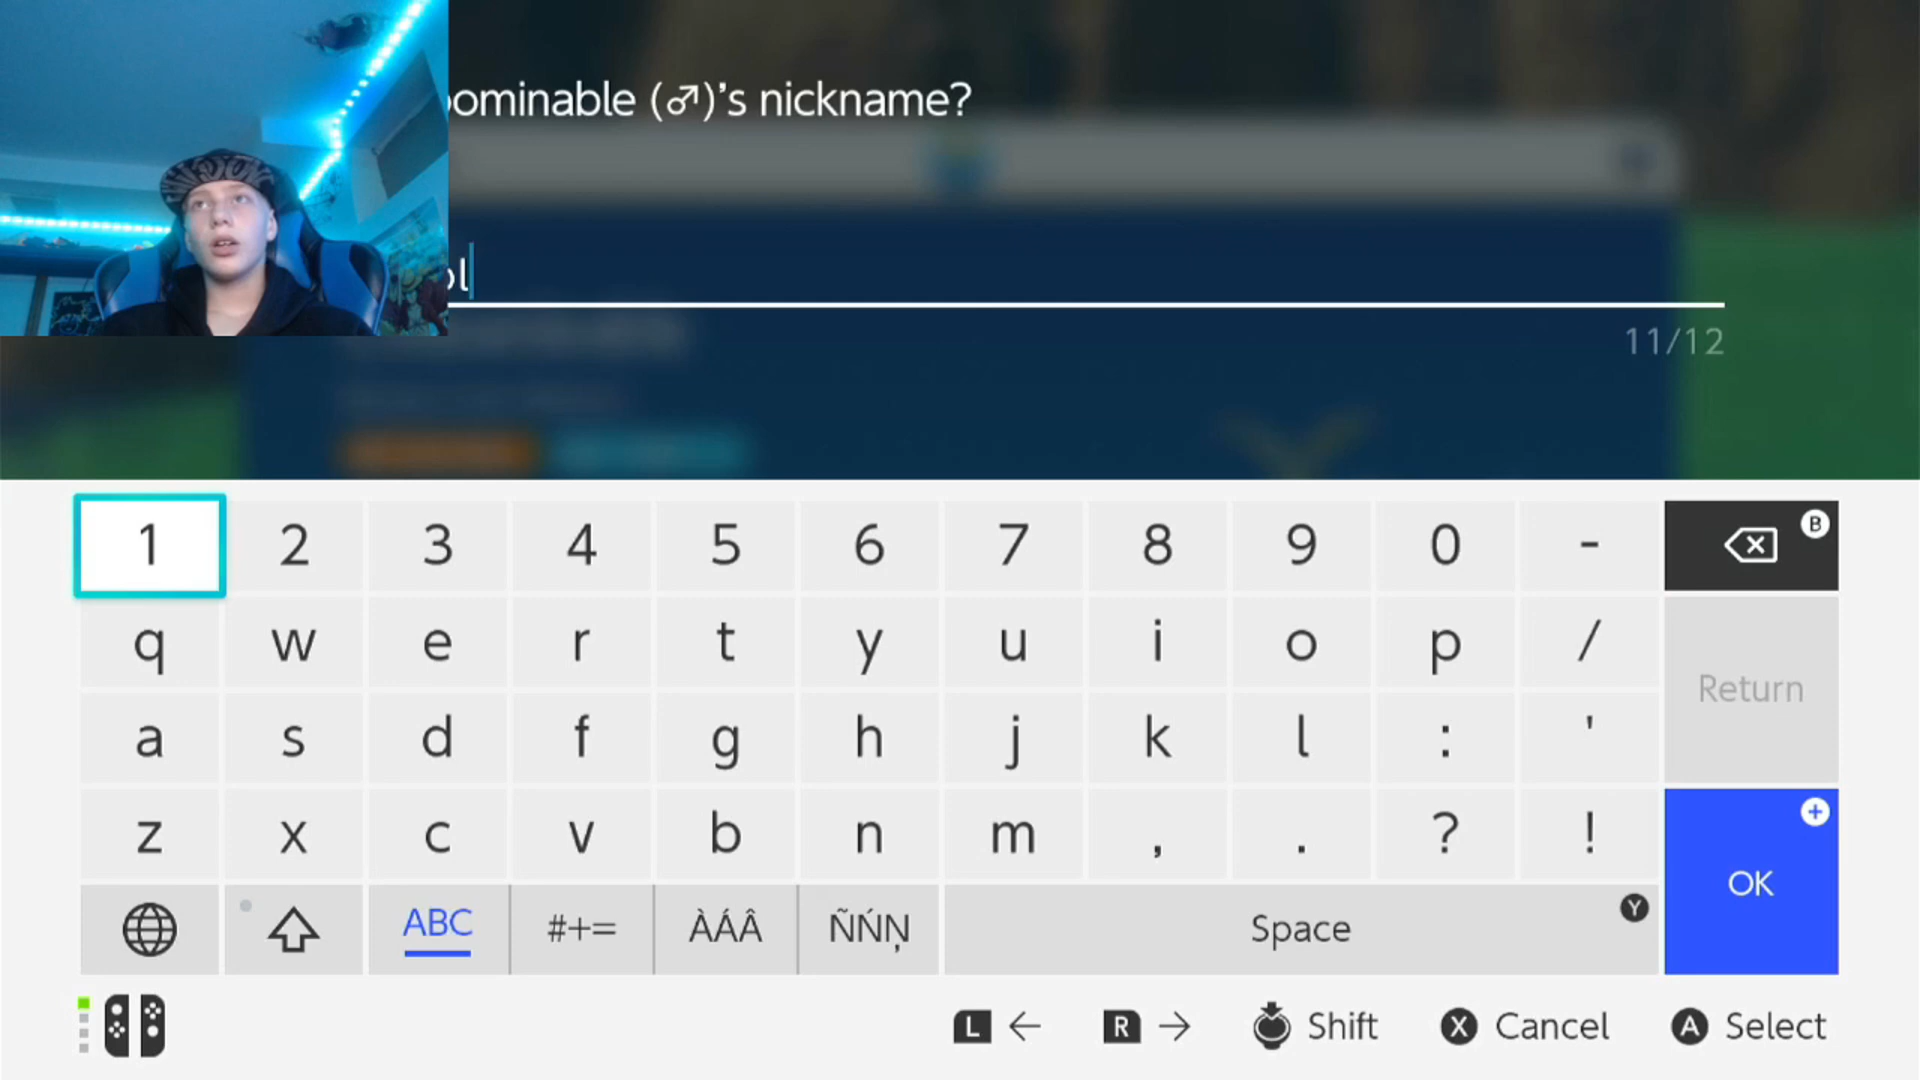 ominable (♂)'s nickname?
ol
11/12
1 2 3 4 5 6 7 8 9 0 -
q w e r t y u i o p / Return
a s d f g h j k l : '
z x c v b n m , . ? !
ABC #+= ÀÁÂ ÑŃŅ Space Y OK
B
+
L ← R → Shift X Cancel A Select